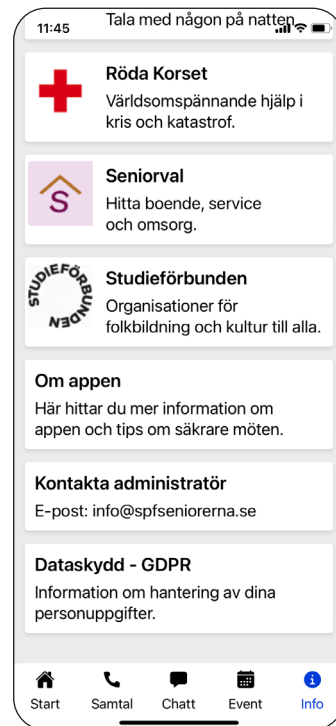 Tala med någon på natten
11:45
Röda Korset
Världsomspännande hjälp i
kris och katastrof.
S
Seniorval
Hitta boende, service
och omsorg.
STUDIEFÖRBUNDEN
Studieförbunden
Organisationer för
folkbildning och kultur till alla.
Om appen
Här hittar du mer information om
appen och tips om säkrare möten.
Kontakta administratör
E-post: info@spfseniorerna.se
Dataskydd - GDPR
Information om hantering av dina
personuppgifter.
Start Samtal Chatt Event Info